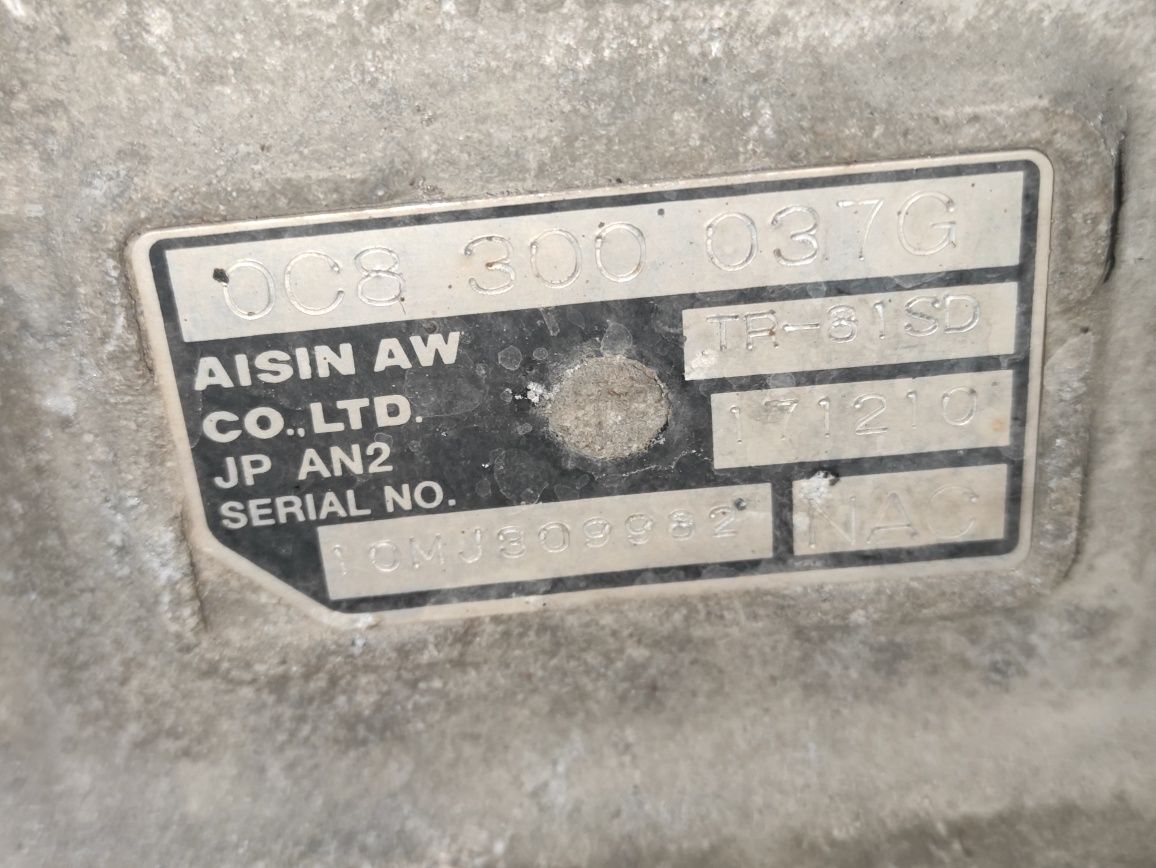 0C8 300 037G
AISIN AW
CO.,LTD.
JP AN2
SERIAL NO.
TR-81SD
171210
10MJ309982
NAC